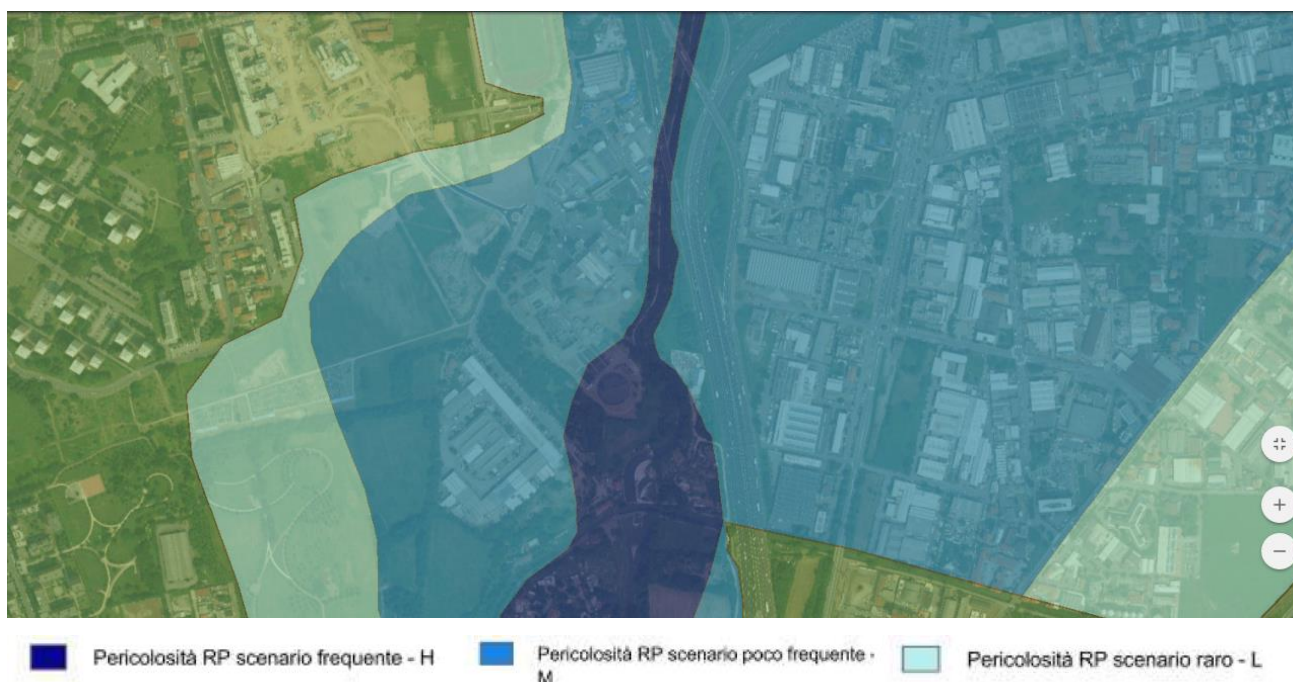 Pericolosità RP scenario frequente - H
Pericolosità RP scenario poco frequente -
M
Pericolosità RP scenario raro - L